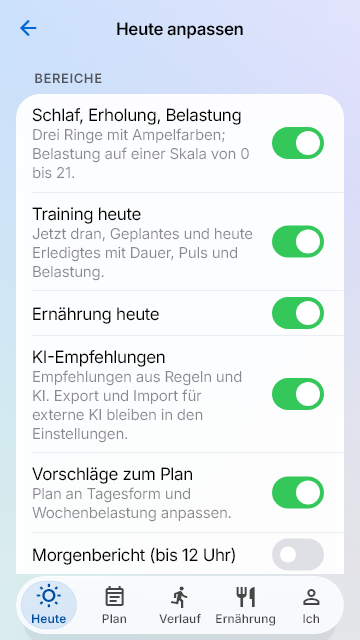 Heute anpassen
BEREICHE
Schlaf, Erholung, Belastung
Drei Ringe mit Ampelfarben;
Belastung auf einer Skala von 0
bis 21.
Training heute
Jetzt dran, Geplantes und heute
Erledigtes mit Dauer, Puls und
Belastung.
Ernährung heute
KI-Empfehlungen
Empfehlungen aus Regeln und
KI. Export und Import für
externe KI bleiben in den
Einstellungen.
Vorschläge zum Plan
Plan an Tagesform und
Wochenbelastung anpassen.
Morgenbericht (bis 12 Uhr)
Heute
Plan
Verlauf
Ernährung
Ich